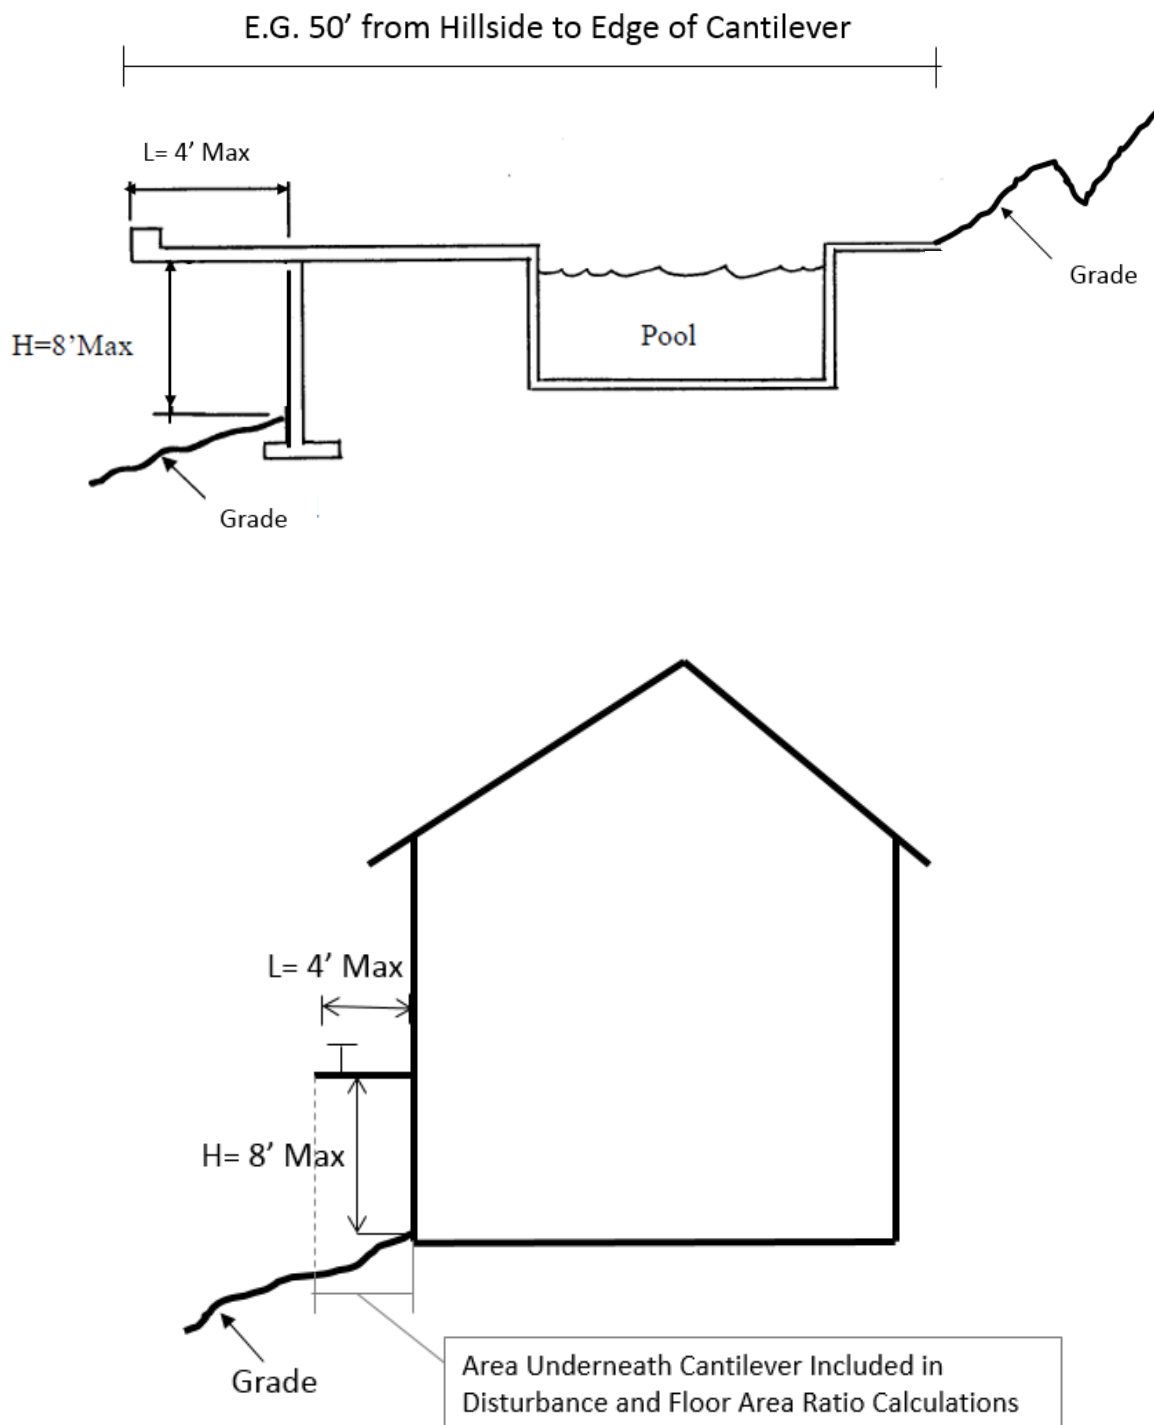 E.G. 50’ from Hillside to Edge of Cantilever
L= 4’ Max
Grade
H=8’Max
Pool
Grade
L= 4’ Max
H= 8’ Max
Grade
Area Underneath Cantilever Included in
Disturbance and Floor Area Ratio Calculations